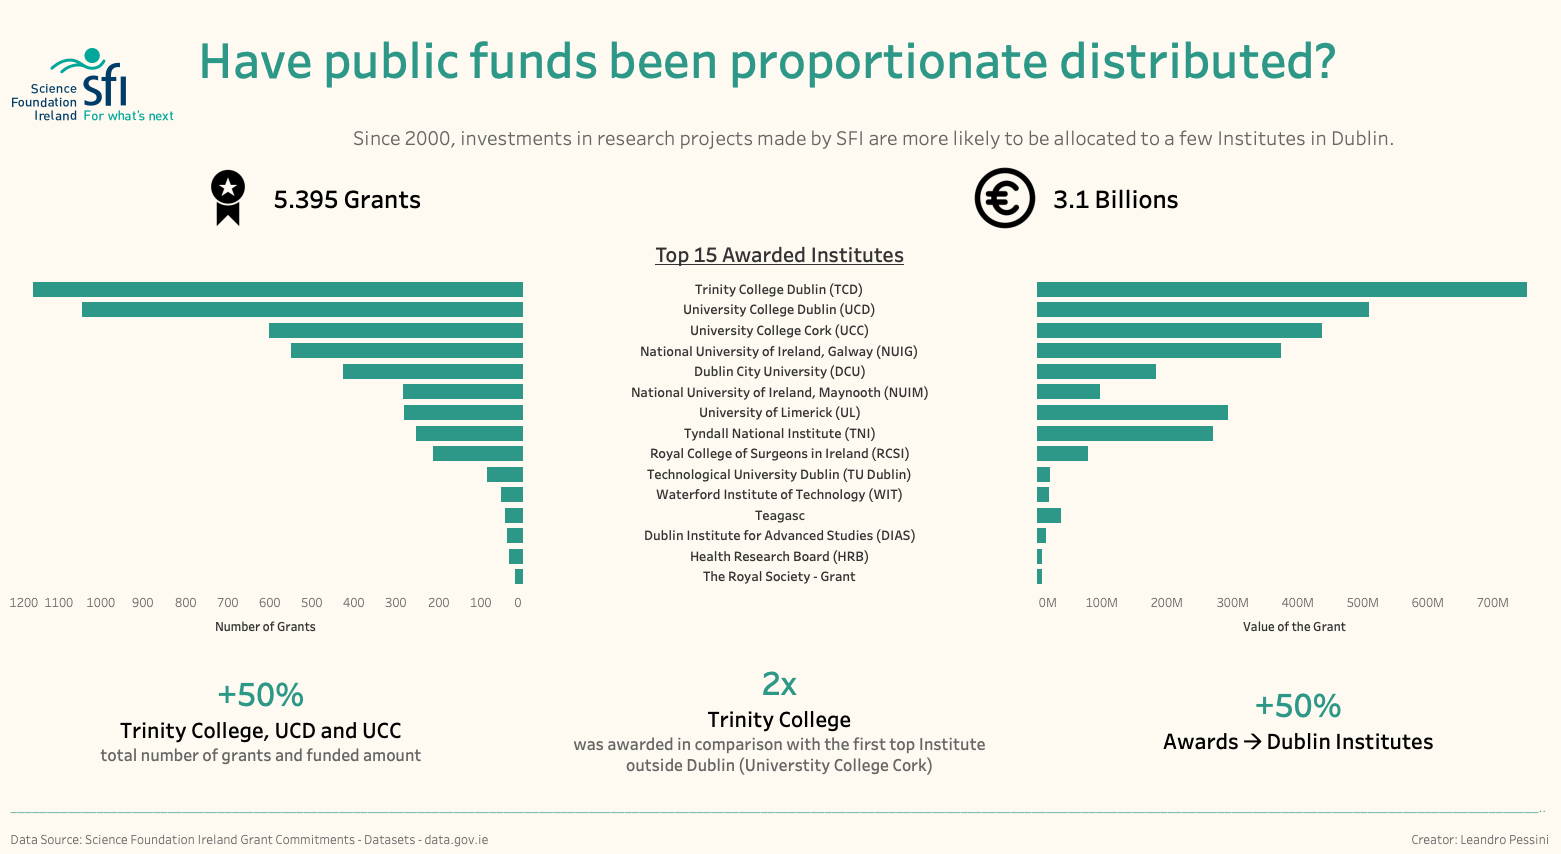 Have public funds been proportionate distributed?
Science
Foundation
Ireland
sfi
For what's next
Since 2000, investments in research projects made by SFI are more likely to be allocated to a few Institutes in Dublin.
5.395 Grants
3.1 Billions
Top 15 Awarded Institutes
Trinity College Dublin (TCD)
University College Dublin (UCD)
University College Cork (UCC)
National University of Ireland, Galway (NUIG)
Dublin City University (DCU)
National University of Ireland, Maynooth (NUIM)
University of Limerick (UL)
Tyndall National Institute (TNI)
Royal College of Surgeons in Ireland (RCSI)
Technological University Dublin (TU Dublin)
Waterford Institute of Technology (WIT)
Teagasc
Dublin Institute for Advanced Studies (DIAS)
Health Research Board (HRB)
The Royal Society - Grant
1200 1100 1000 900 800 700 600 500 400 300 200 100 0
Number of Grants
0M 100M 200M 300M 400M 500M 600M 700M
Value of the Grant
+50%
Trinity College, UCD and UCC
total number of grants and funded amount
2x
Trinity College
was awarded in comparison with the first top Institute
outside Dublin (Universtity College Cork)
+50%
Awards → Dublin Institutes
Data Source: Science Foundation Ireland Grant Commitments - Datasets - data.gov.ie
Creator: Leandro Pessini